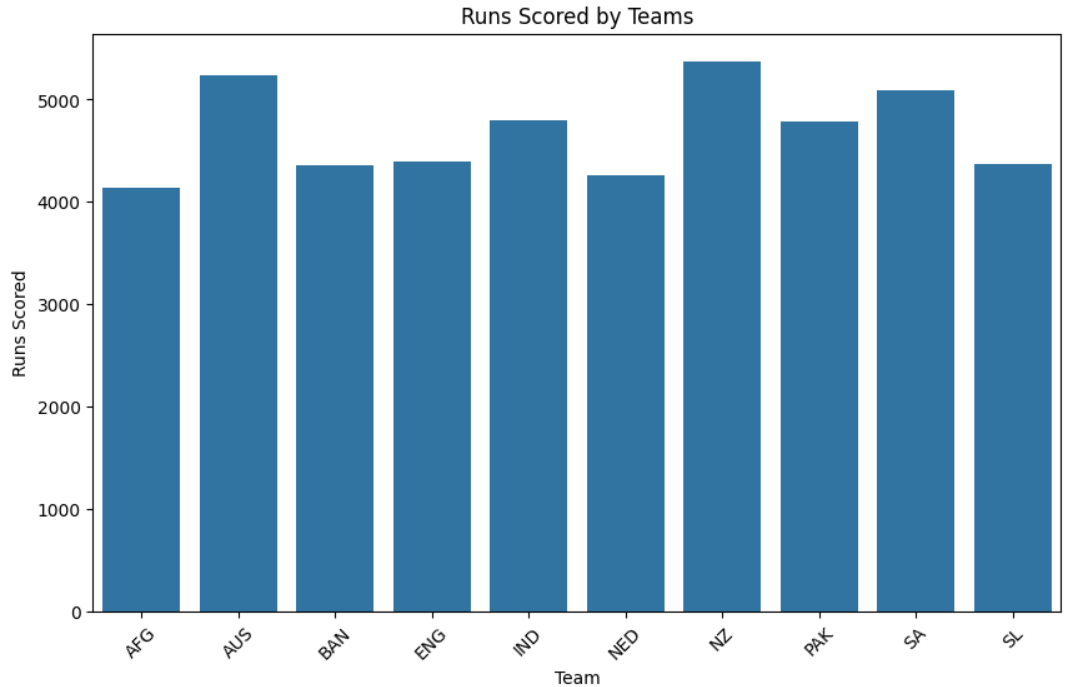 Runs Scored by Teams
Runs Scored
5000
4000
3000
2000
1000
0
AFG
AUS
BAN
ENG
IND
NED
NZ
PAK
SA
SL
Team